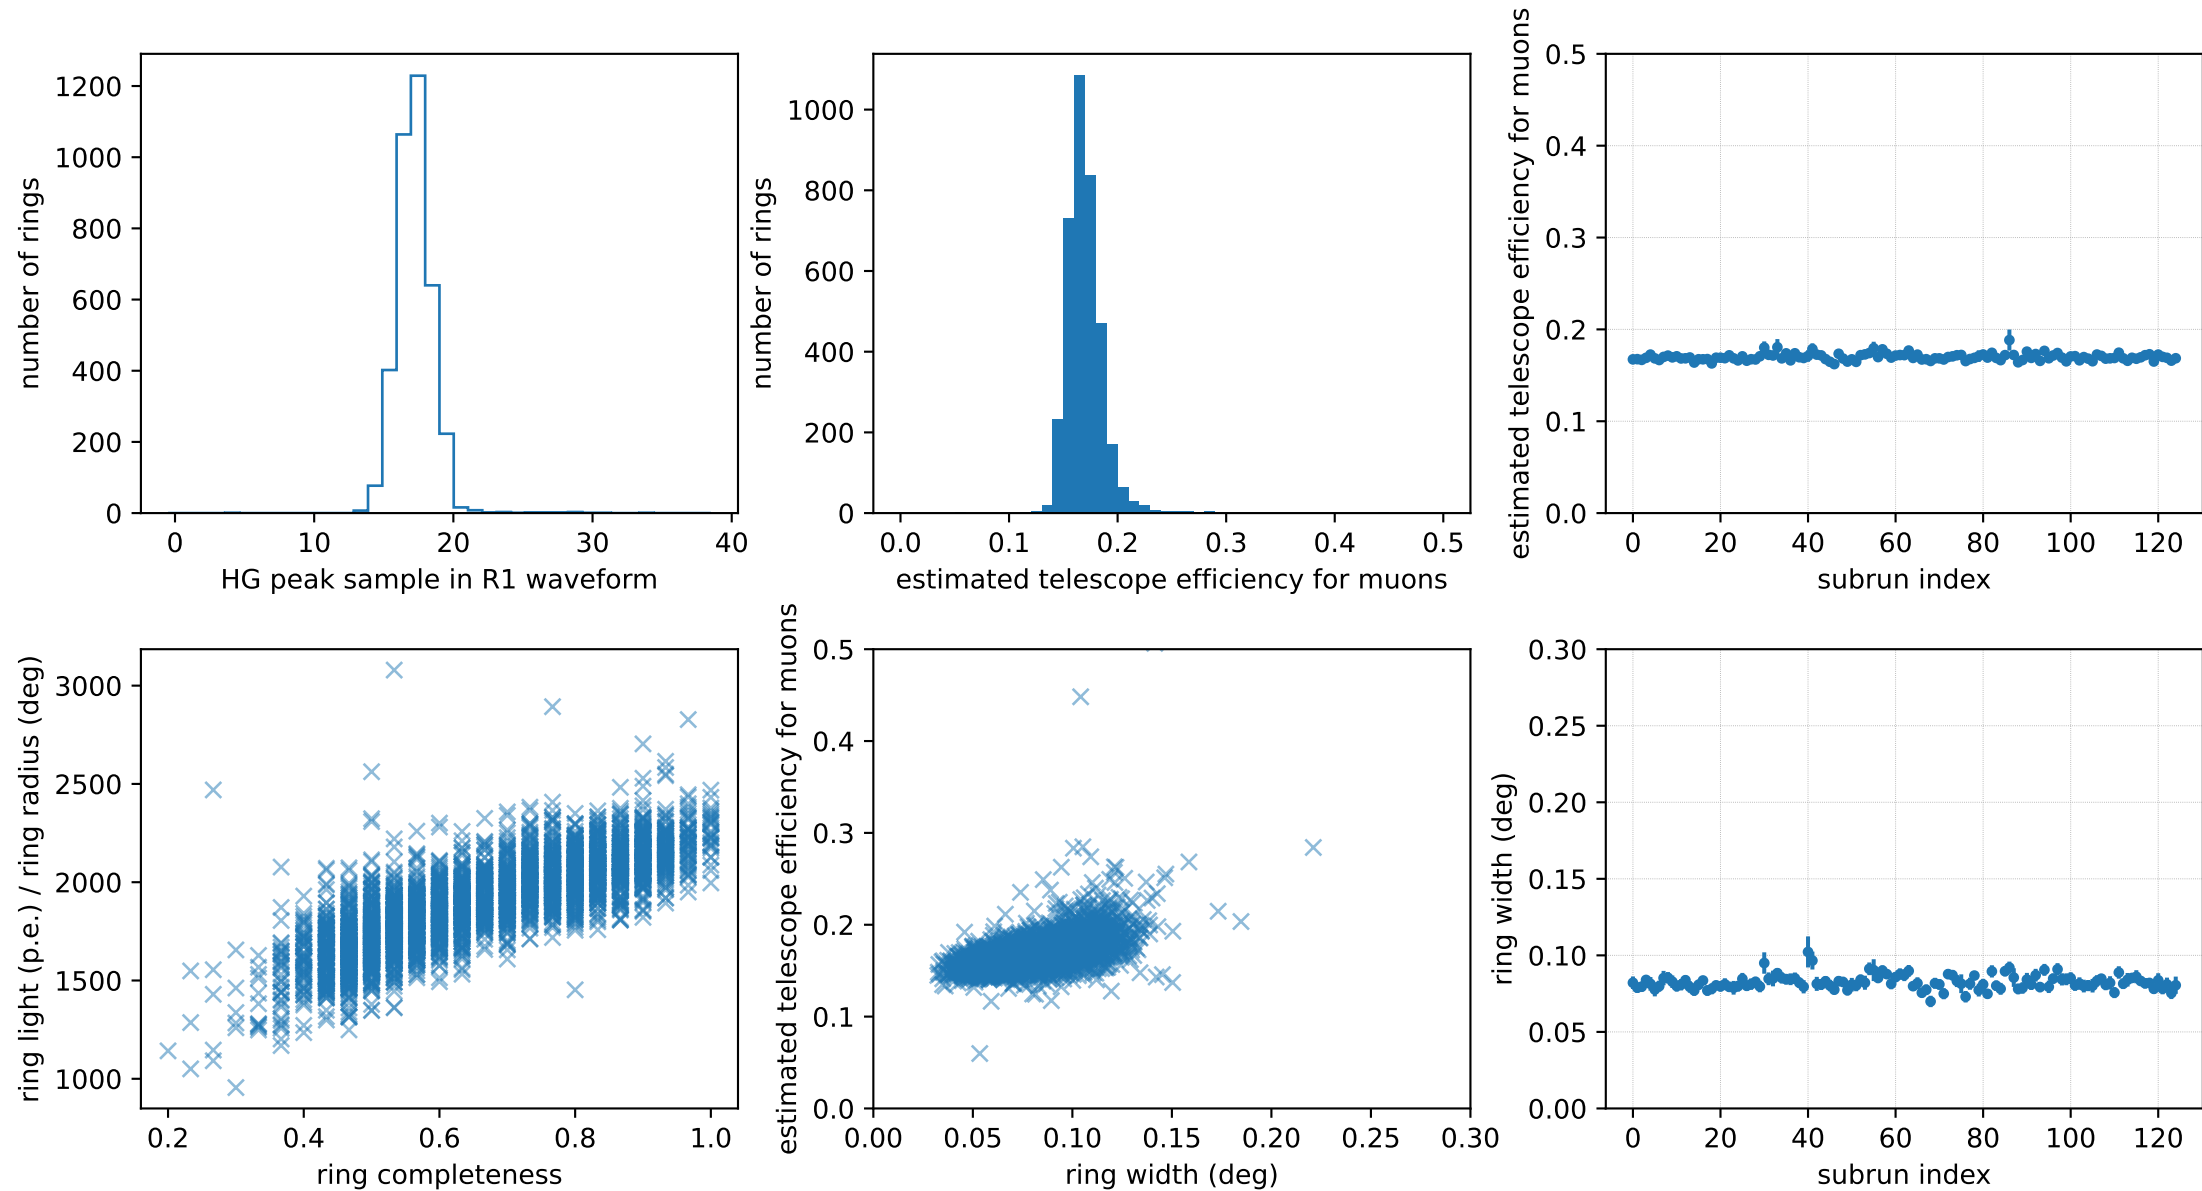 1200
1000
800
600
400
200
0
number of rings
0 10 20 30 40
HG peak sample in R1 waveform
1000
800
600
400
200
0
number of rings
0.0 0.1 0.2 0.3 0.4 0.5
estimated telescope efficiency for muons
0.5
0.4
0.3
0.2
0.1
0.0
estimated telescope efficiency for muons
0 20 40 60 80 100 120
subrun index
3000
2500
2000
1500
1000
ring light (p.e.) / ring radius (deg)
0.2 0.4 0.6 0.8 1.0
ring completeness
0.5
0.4
0.3
0.2
0.1
0.0
estimated telescope efficiency for muons
0.00 0.05 0.10 0.15 0.20 0.25 0.30
ring width (deg)
0.30
0.25
0.20
0.15
0.10
0.05
0.00
ring width (deg)
0 20 40 60 80 100 120
subrun index